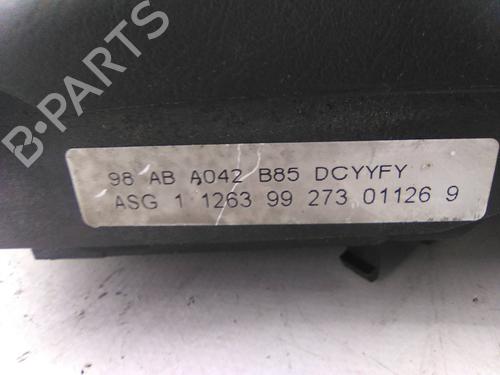 B-PARTS
98 AB A042 B85 DCYYFY
ASG 1 1263 99 273 01126 9